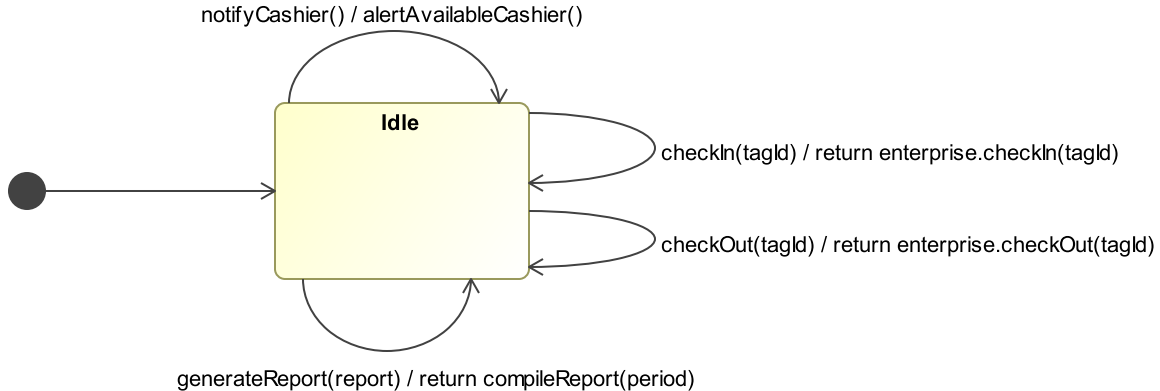 notifyCashier() / alertAvailableCashier()
Idle
checkIn(tagId) / return enterprise.checkIn(tagId)
checkOut(tagId) / return enterprise.checkOut(tagId)
generateReport(report) / return compileReport(period)